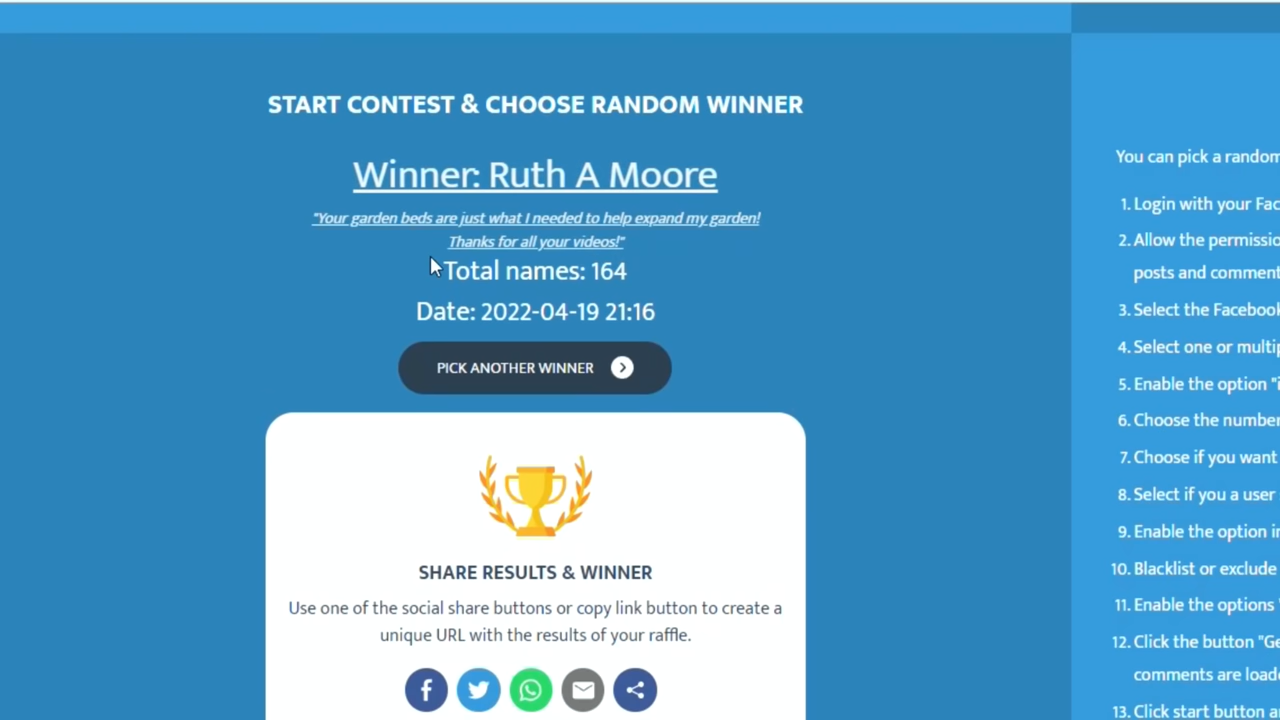 START CONTEST & CHOOSE RANDOM WINNER
Winner: Ruth A Moore
"Your garden beds are just what I needed to help expand my garden!
Thanks for all your videos!"
Total names: 164
Date: 2022-04-19 21:16
PICK ANOTHER WINNER
SHARE RESULTS & WINNER
Use one of the social share buttons or copy link button to create a
unique URL with the results of your raffle.
You can pick a random
1. Login with your Fac
2. Allow the permissio
posts and comment
3. Select the Facebook
4. Select one or multip
5. Enable the option "i
6. Choose the number
7. Choose if you want
8. Select if you a user
9. Enable the option in
10. Blacklist or exclude
11. Enable the options
12. Click the button "Ge
comments are load
13. Click start button a